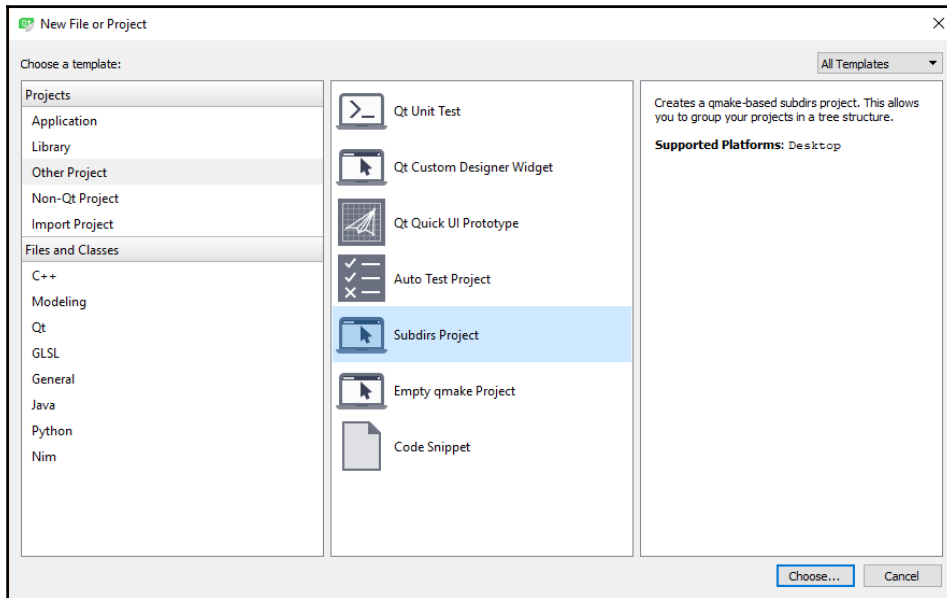 New File or Project
Choose a template:
All Templates
Projects
Application
Library
Other Project
Non-Qt Project
Import Project
Files and Classes
C++
Modeling
Qt
GLSL
General
Java
Python
Nim
Qt Unit Test
Qt Custom Designer Widget
Qt Quick UI Prototype
Auto Test Project
Subdirs Project
Empty qmake Project
Code Snippet
Creates a qmake-based subdirs project. This allows
you to group your projects in a tree structure.
Supported Platforms: Desktop
Choose...
Cancel